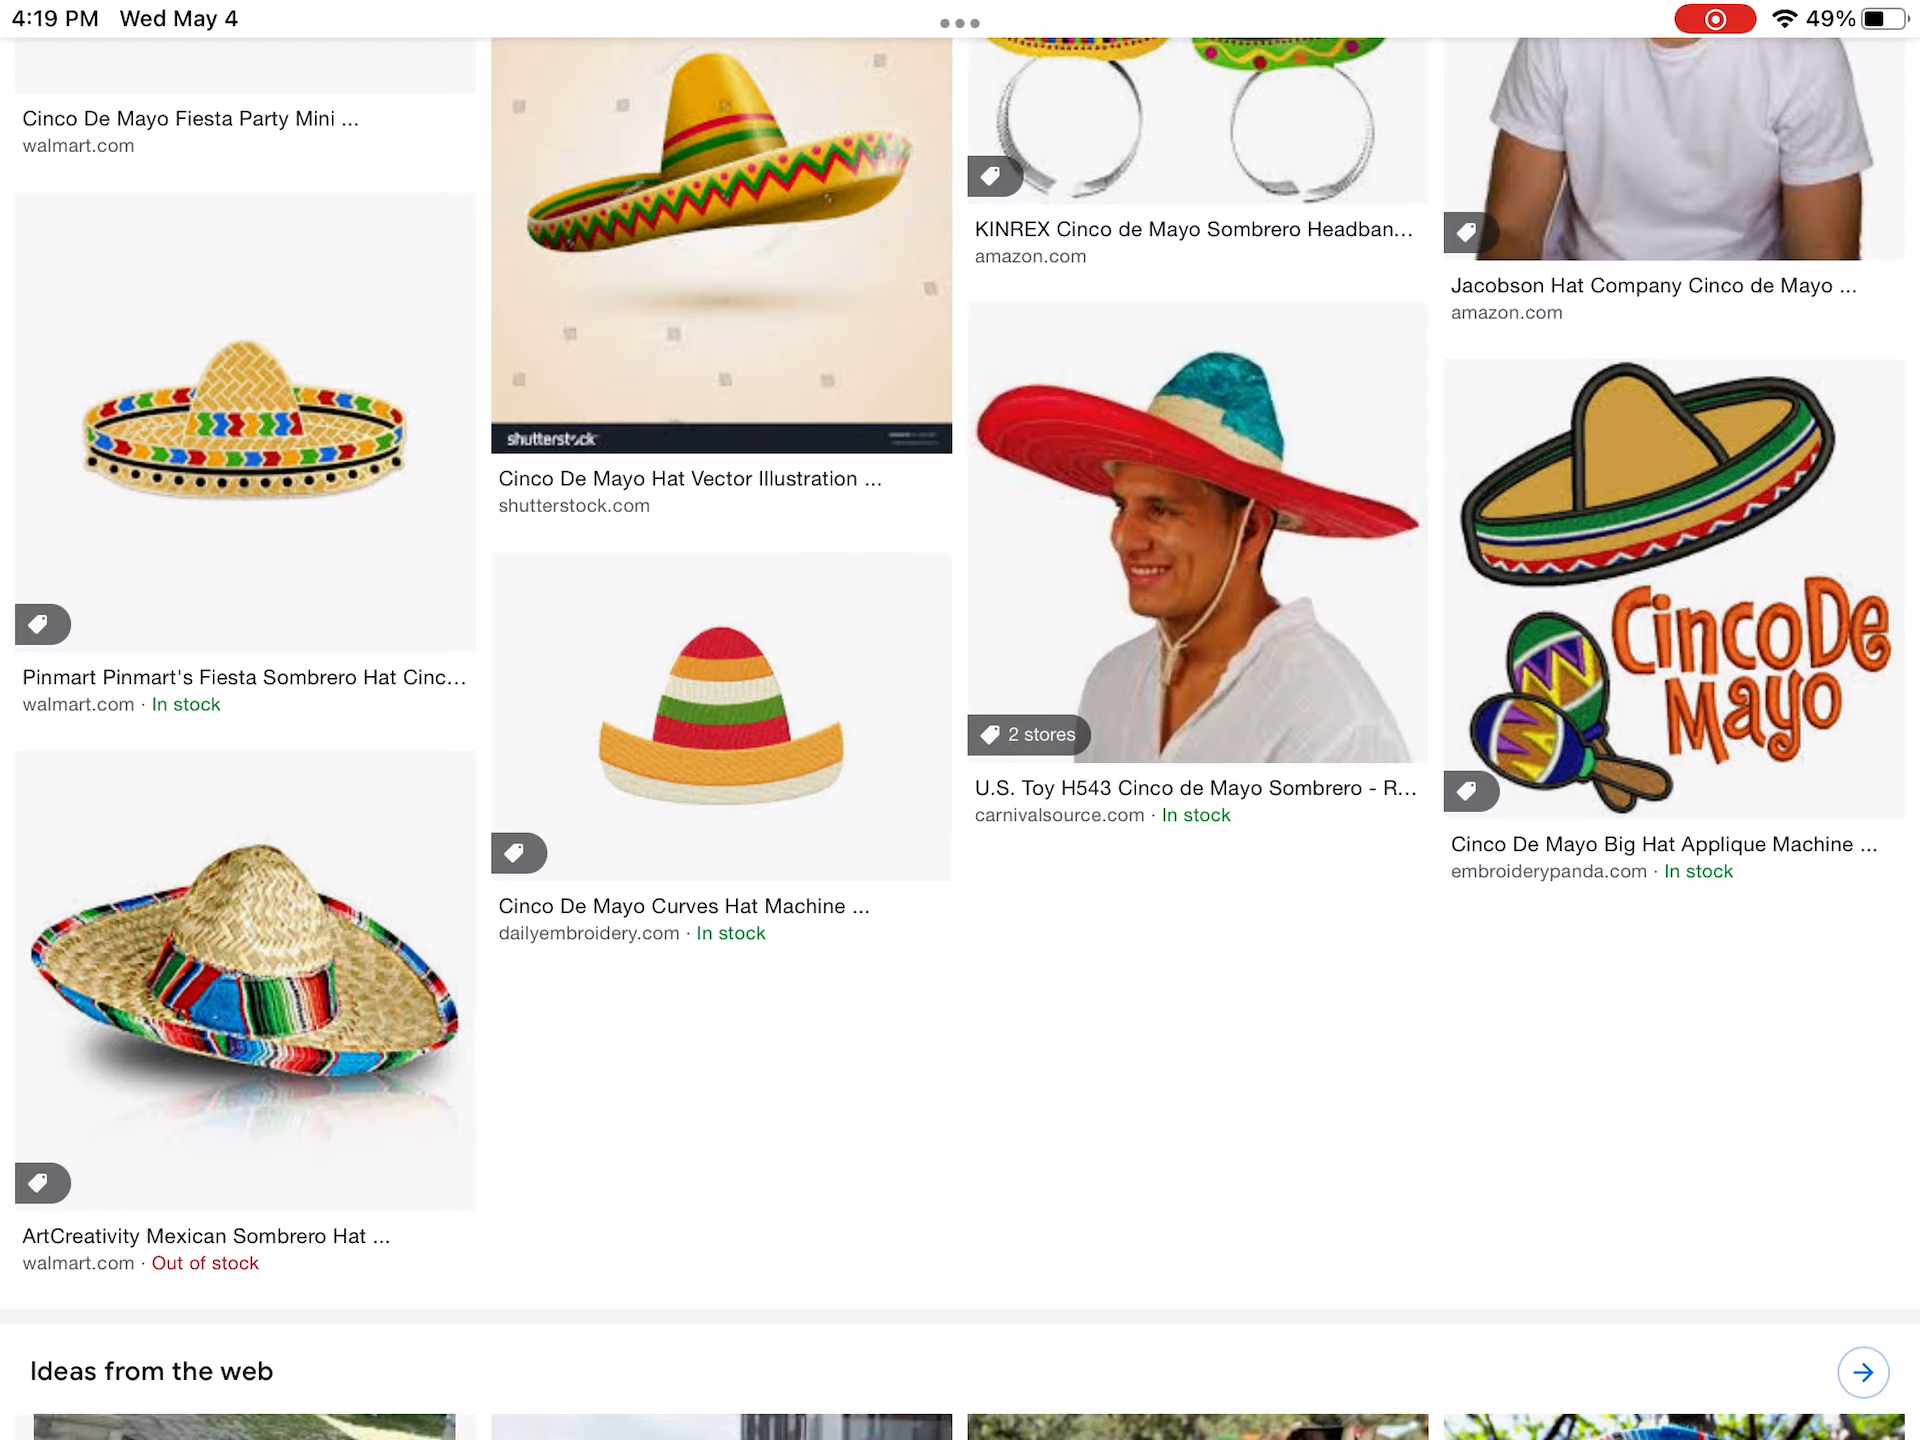 4:19 PM Wed May 4
49%
Cinco De Mayo Fiesta Party Mini ...
walmart.com
Pinmart Pinmart's Fiesta Sombrero Hat Cinc...
walmart.com · In stock
ArtCreativity Mexican Sombrero Hat ...
walmart.com · Out of stock
shutterstock
Cinco De Mayo Hat Vector Illustration ...
shutterstock.com
Cinco De Mayo Curves Hat Machine ...
dailyembroidery.com · In stock
KINREX Cinco de Mayo Sombrero Headban...
amazon.com
2 stores
U.S. Toy H543 Cinco de Mayo Sombrero - R...
carnivalsource.com · In stock
Jacobson Hat Company Cinco de Mayo ...
amazon.com
Cinco De
Mayo
Cinco De Mayo Big Hat Applique Machine ...
embroiderypanda.com · In stock
Ideas from the web